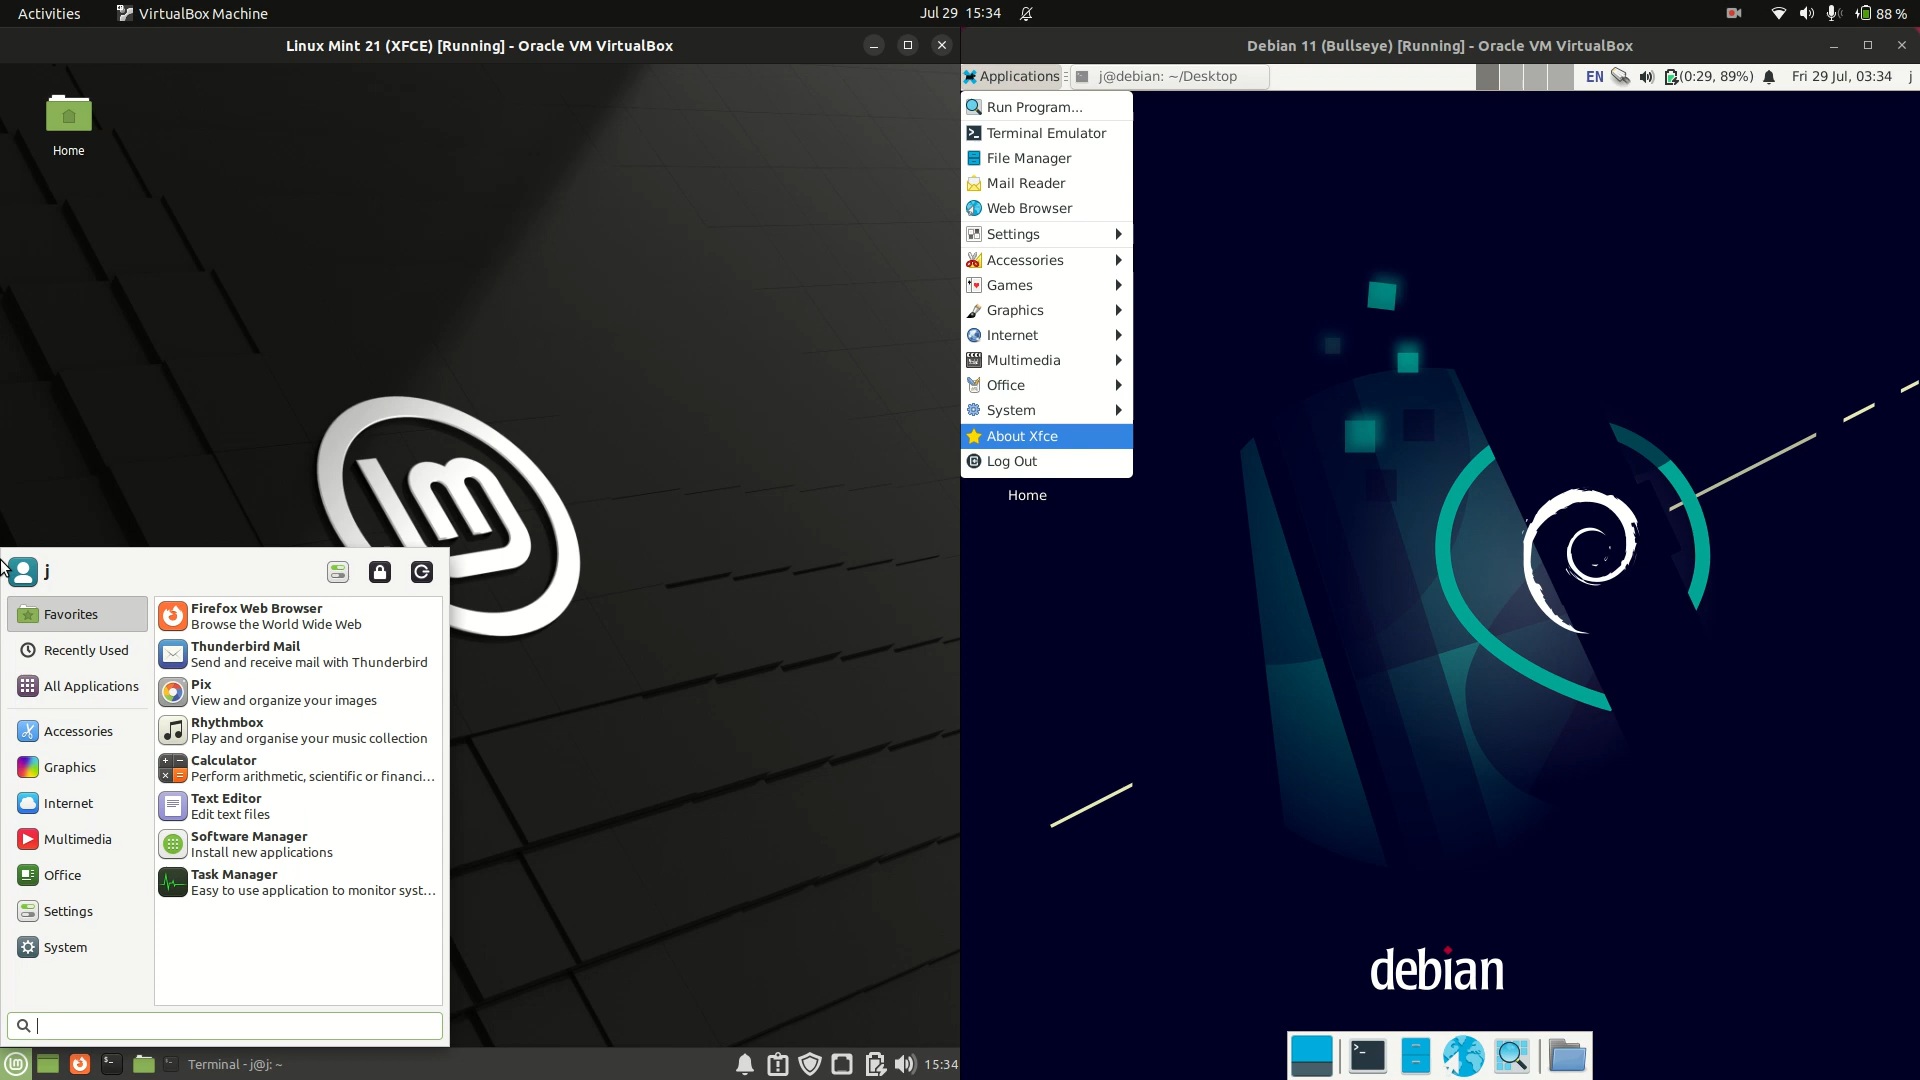 Activities
VirtualBox Machine
Jul 29 15:34
88 %
Linux Mint 21 (XFCE) [Running] - Oracle VM VirtualBox
Home
j
Favorites
Recently Used
All Applications
Accessories
Graphics
Internet
Multimedia
Office
Settings
System
Firefox Web Browser
Browse the World Wide Web
Thunderbird Mail
Send and receive mail with Thunderbird
Pix
View and organize your images
Rhythmbox
Play and organise your music collection
Calculator
Perform arithmetic, scientific or financi...
Text Editor
Edit text files
Software Manager
Install new applications
Task Manager
Easy to use application to monitor syst...
Terminal - j@j: ~
15:34
Debian 11 (Bullseye) [Running] - Oracle VM VirtualBox
Applications
j@debian: ~/Desktop
EN
(0:29, 89%)
Fri 29 Jul, 03:34
j
Run Program...
Terminal Emulator
File Manager
Mail Reader
Web Browser
Settings
Accessories
Games
Graphics
Internet
Multimedia
Office
System
About Xfce
Log Out
Home
debian